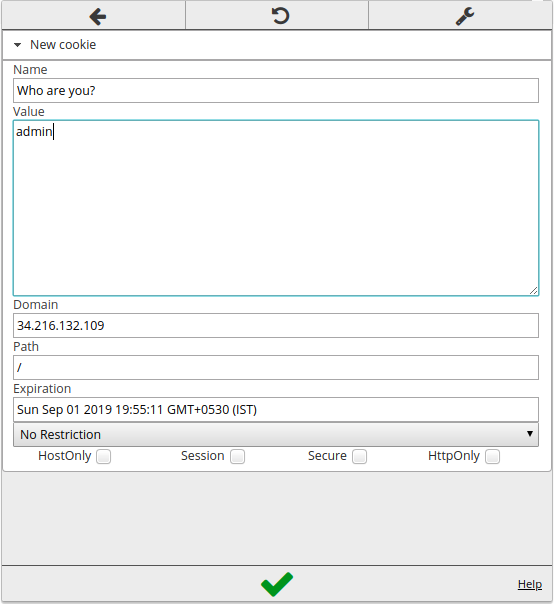 New cookie
Name
Who are you?
Value
admin
Domain
34.216.132.109
Path
/
Expiration
Sun Sep 01 2019 19:55:11 GMT+0530 (IST)
No Restriction
HostOnly Session Secure HttpOnly
Help